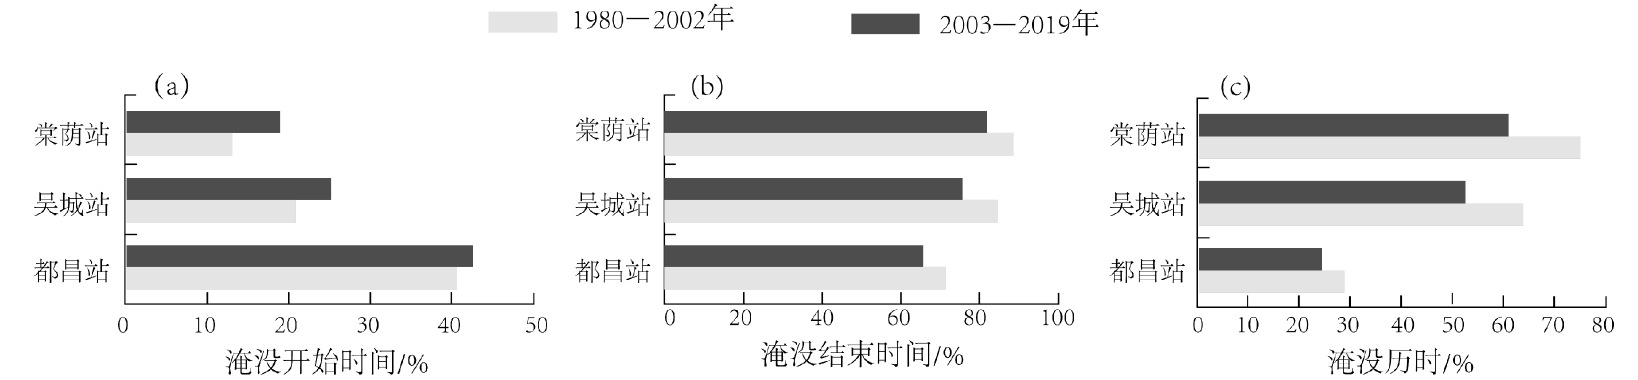 1980—2002年
2003—2019年
(a)
棠荫站
吴城站
都昌站
0 10 20 30 40 50
淹没开始时间/%
(b)
棠荫站
吴城站
都昌站
0 20 40 60 80 100
淹没结束时间/%
(c)
棠荫站
吴城站
都昌站
0 10 20 30 40 50 60 70 80
淹没历时/%